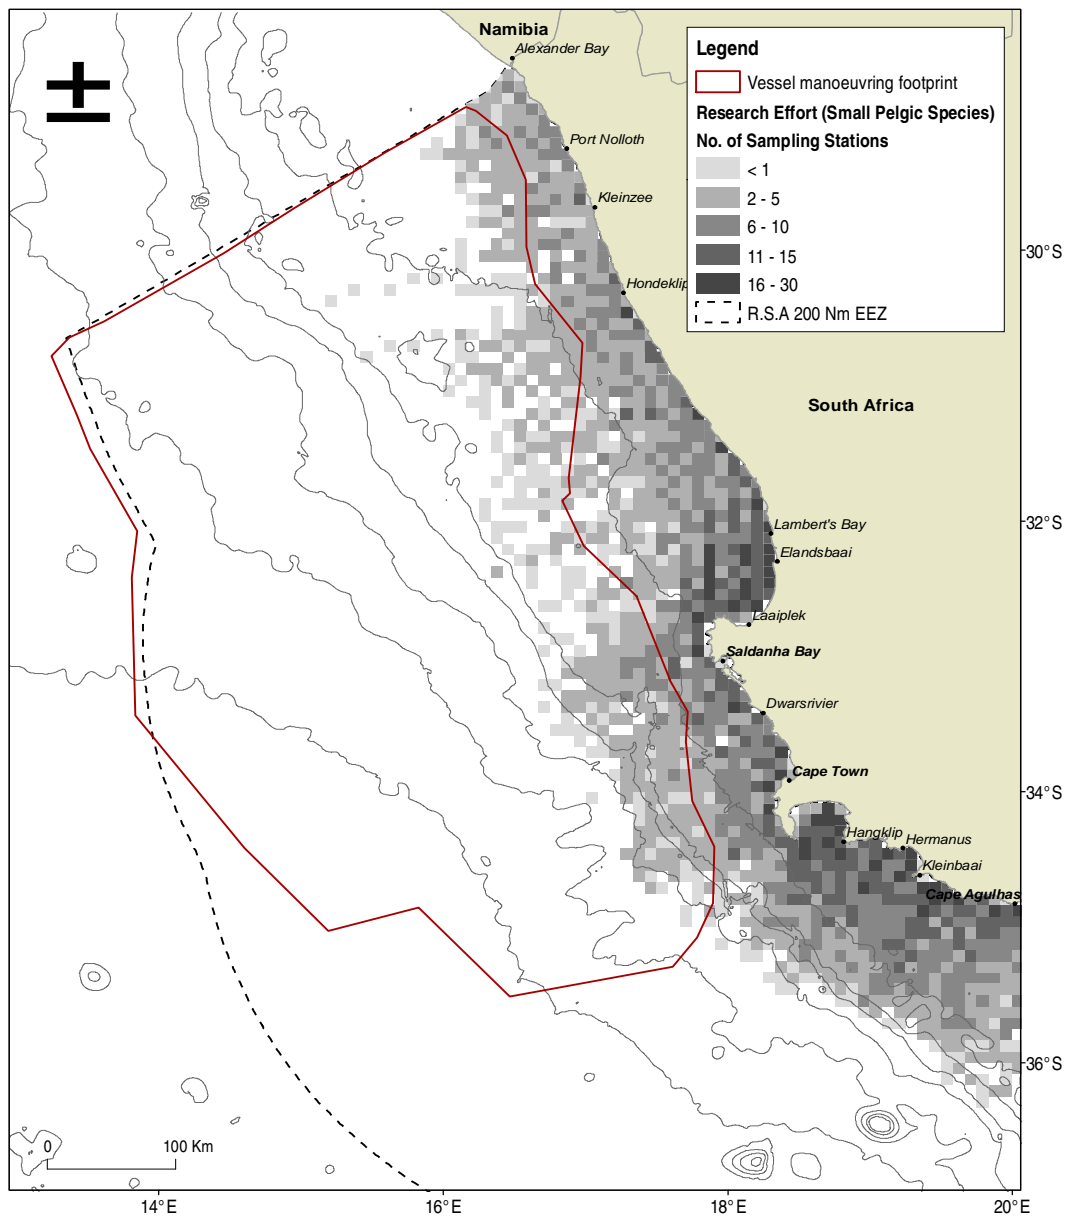 Namibia
Alexander Bay
Legend
Vessel manoeuvring footprint
Research Effort (Small Pelgic Species)
No. of Sampling Stations
< 1
2 - 5
6 - 10
11 - 15
16 - 30
R.S.A 200 Nm EEZ
Port Nolloth
Kleinzee
30°S
Hondeklip
South Africa
Lambert's Bay
32°S
Elandsbaai
Laaiplek
Saldanha Bay
Dwarsrivier
Cape Town
34°S
Hangklip
Hermanus
Kleinbaai
Cape Agulhas
36°S
0 100 Km
14°E 16°E 18°E 20°E